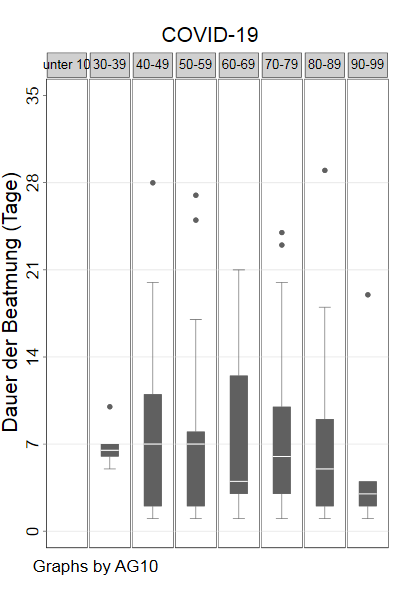 COVID-19
unter 10 30-39 40-49 50-59 60-69 70-79 80-89 90-99
Dauer der Beatmung (Tage)
35
28
21
14
7
0
Graphs by AG10